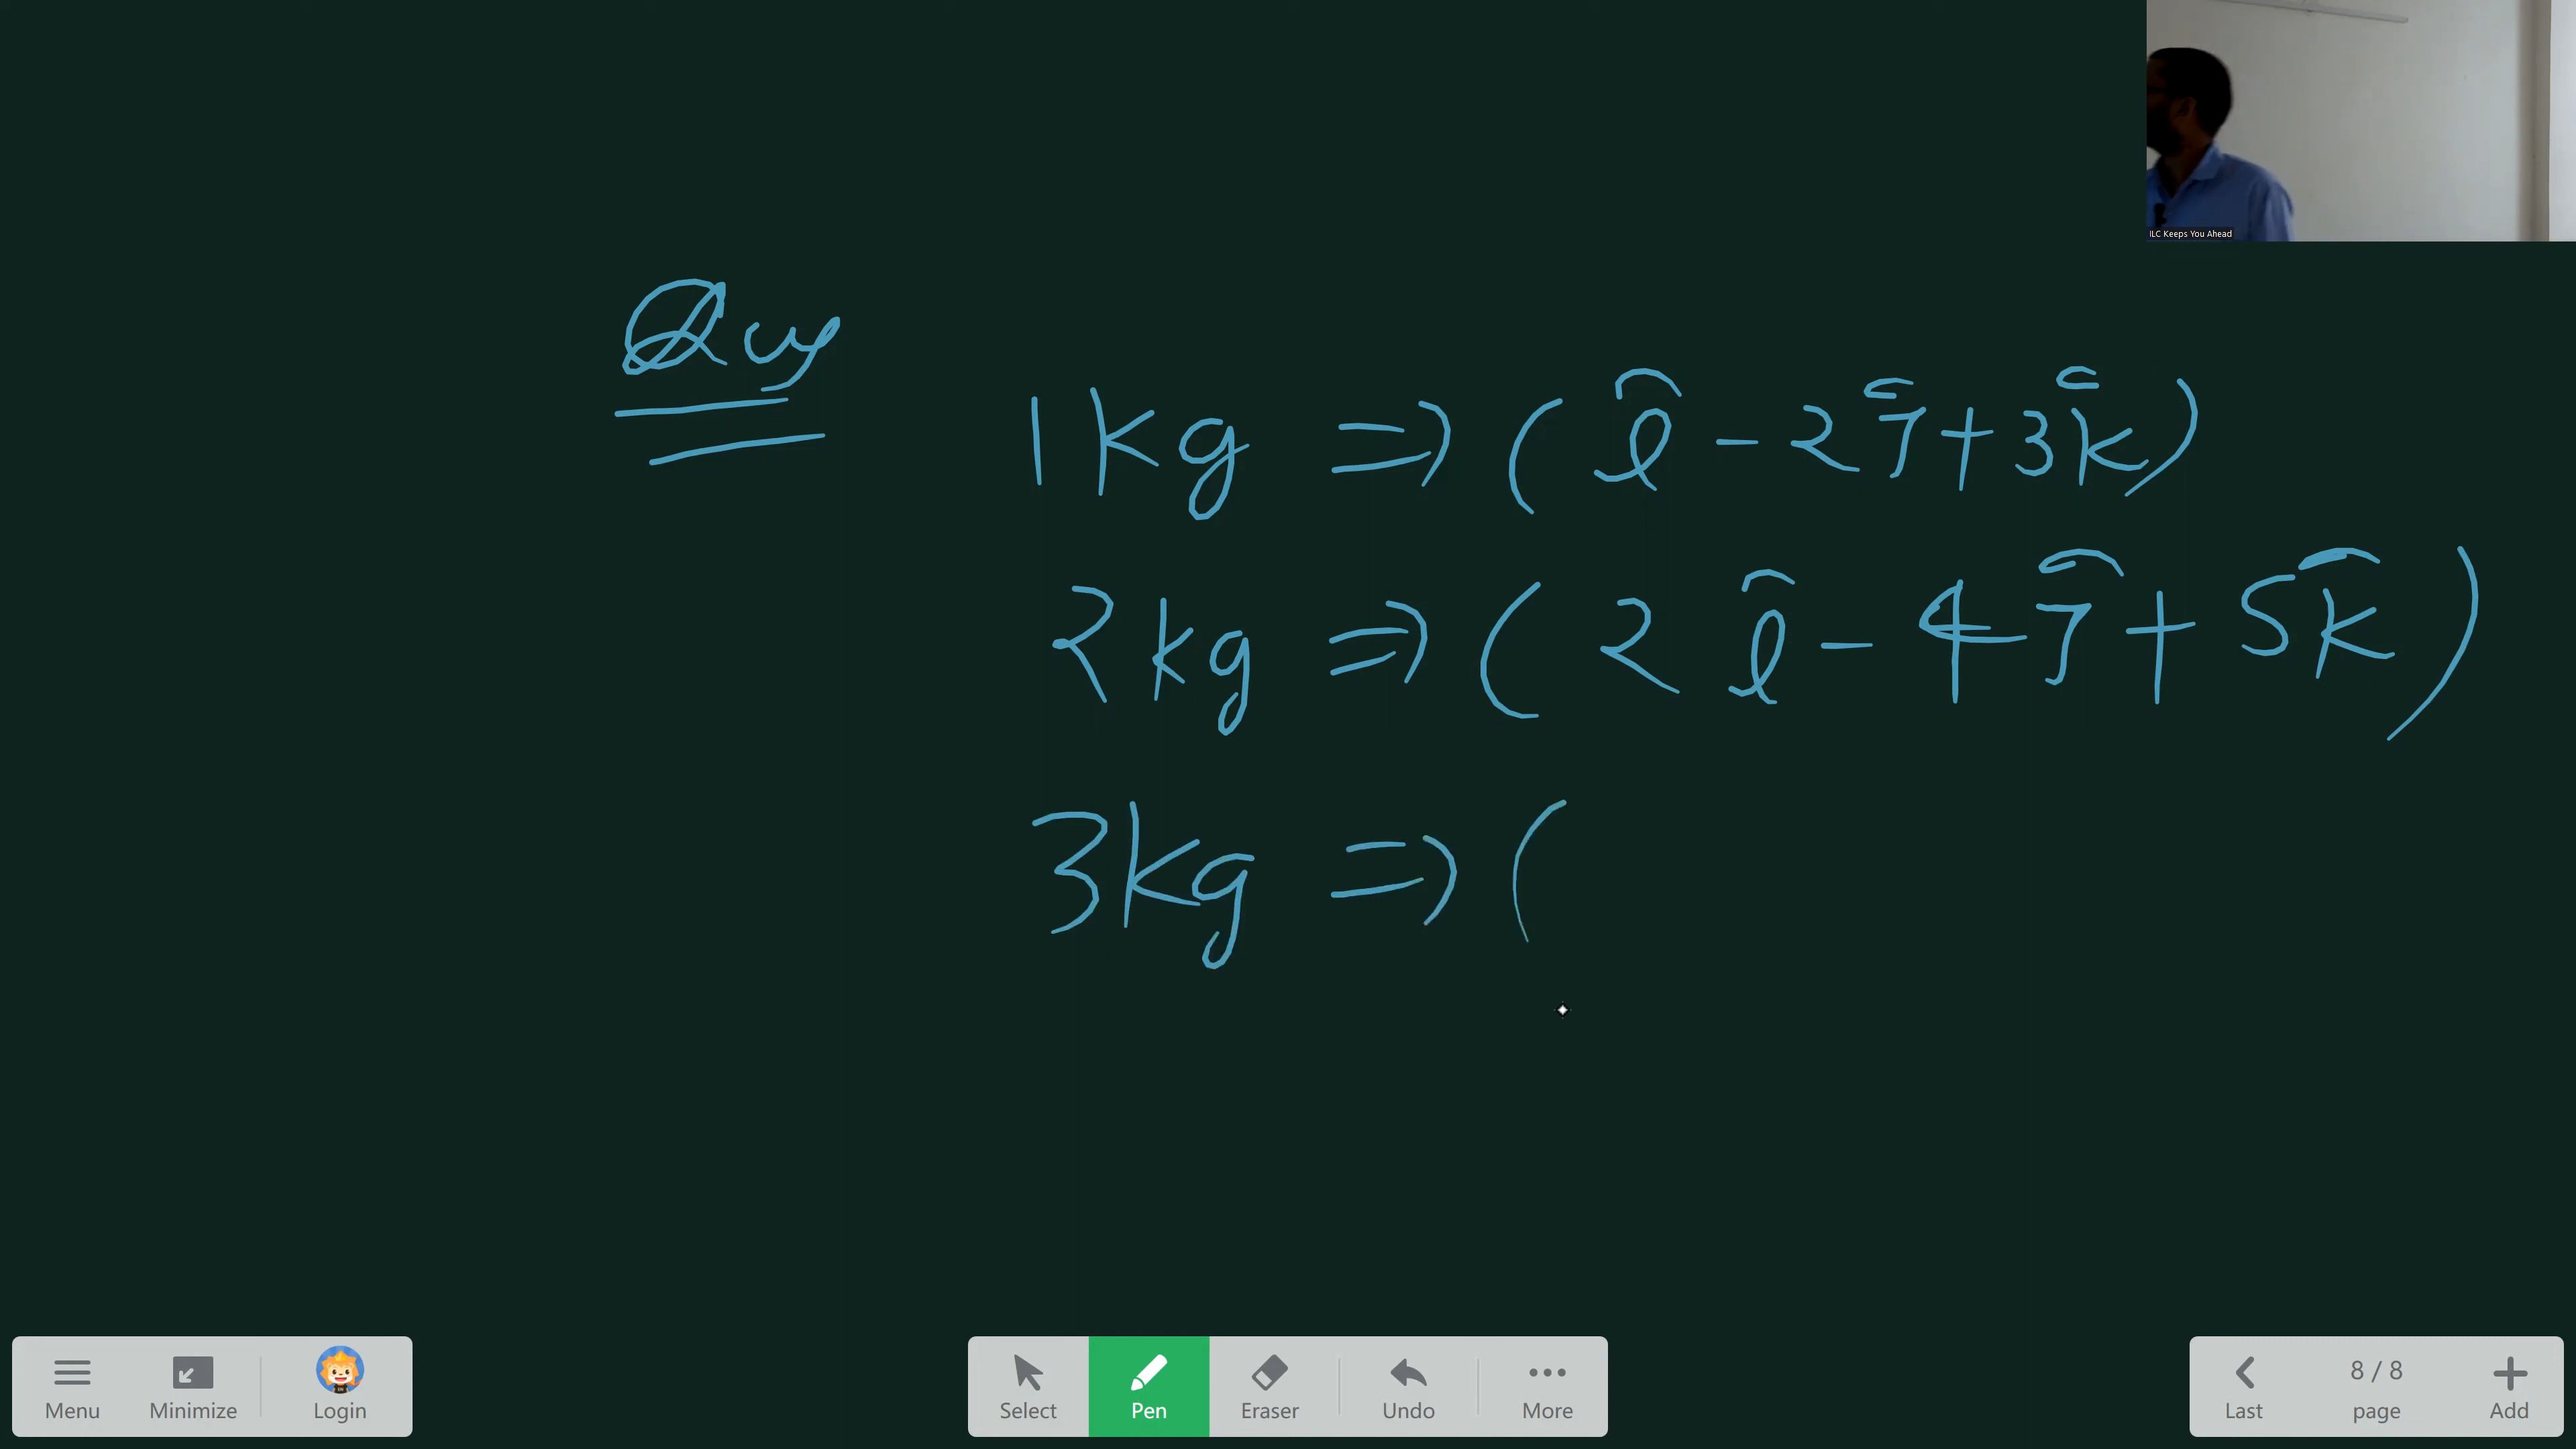 ILC Keeps You Ahead
Que
1kg ⇒ ( î - 2ĵ + 3k̂ )
2kg ⇒ ( 2î - 4ĵ + 5k̂ )
3kg ⇒ (
Menu Minimize Login Select Pen Eraser Undo More Last 8 / 8 page Add